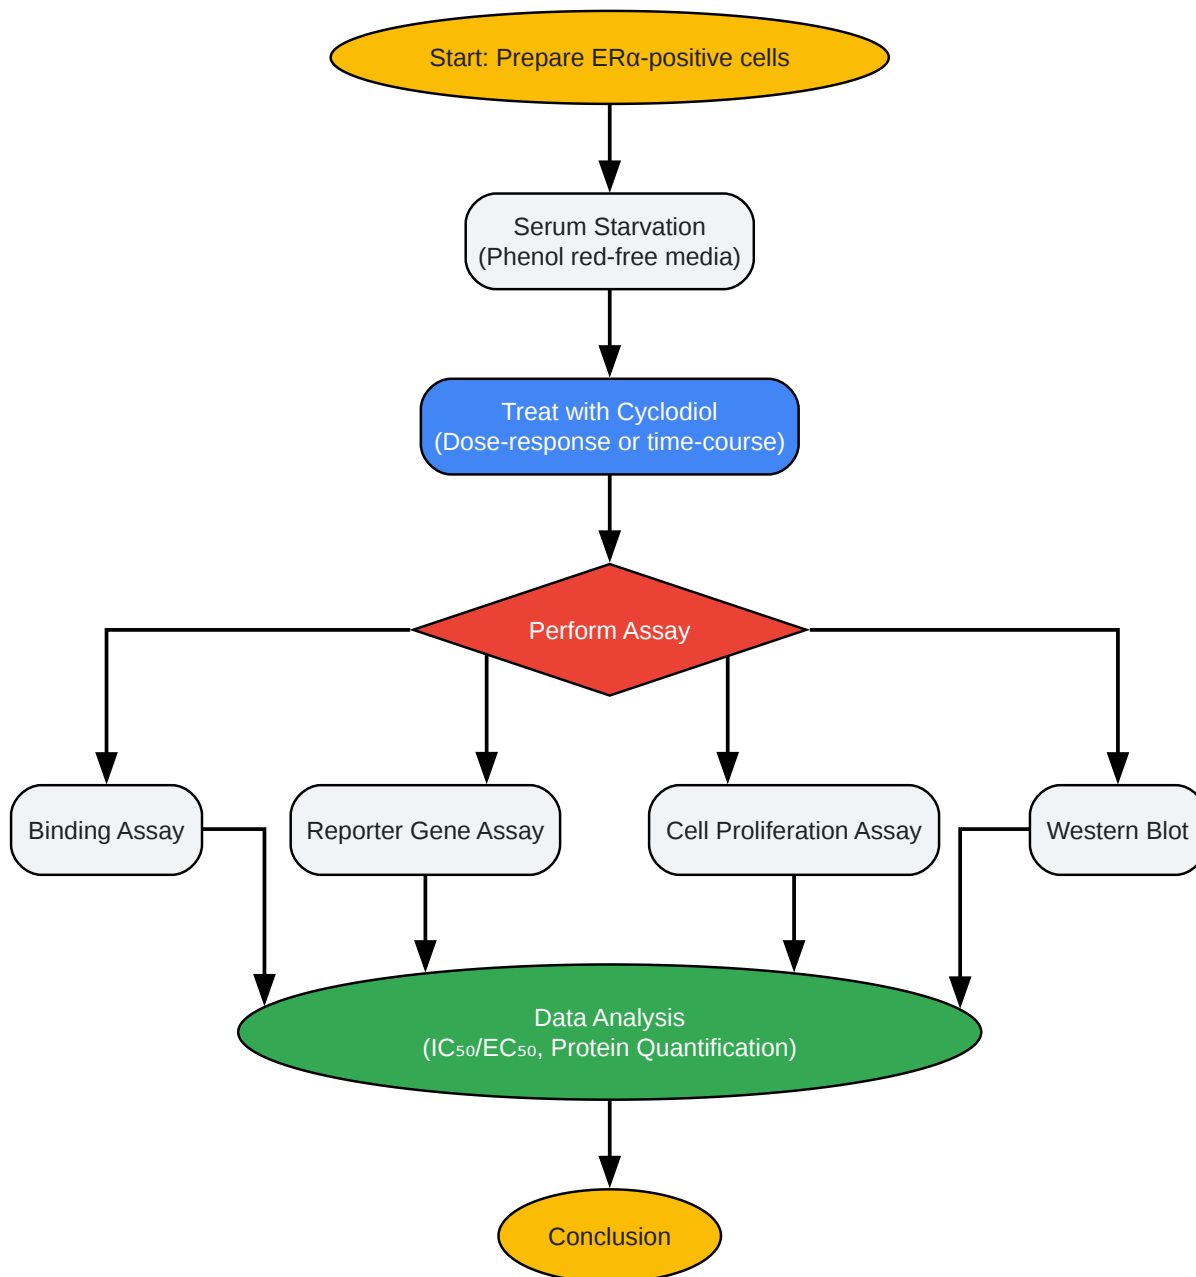 Start: Prepare ERα-positive cells
Serum Starvation
(Phenol red-free media)
Treat with Cyclodiol
(Dose-response or time-course)
Perform Assay
Binding Assay
Reporter Gene Assay
Cell Proliferation Assay
Western Blot
Data Analysis
(IC₅₀/EC₅₀, Protein Quantification)
Conclusion